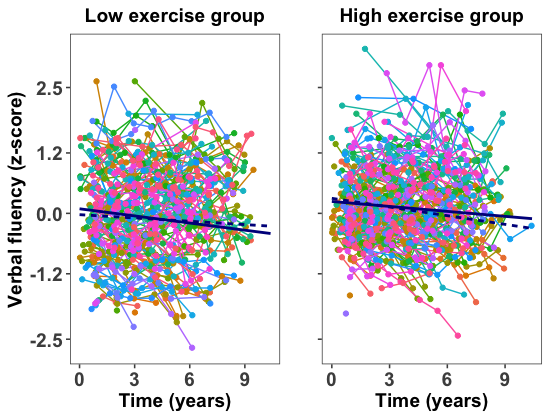 Low exercise group
High exercise group
Verbal fluency (z-score)
2.5
1.2
0.0
-1.2
-2.5
0 3 6 9
0 3 6 9
Time (years)
Time (years)